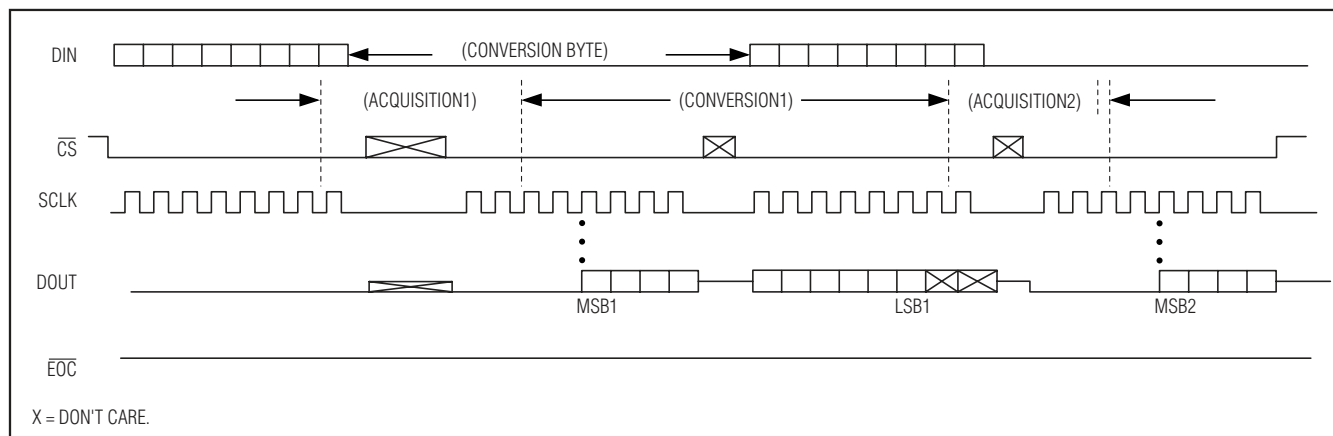 DIN
(CONVERSION BYTE)
(ACQUISITION1) (CONVERSION1) (ACQUISITION2)
CS
SCLK
DOUT
MSB1 LSB1 MSB2
EOC
X = DON'T CARE.